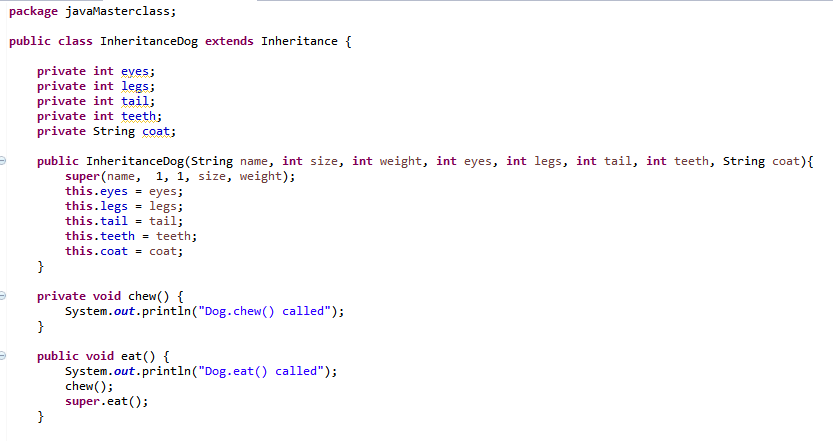 package javaMasterclass;
public class InheritanceDog extends Inheritance {
private int eyes;
private int legs;
private int tail;
private int teeth;
private String coat;
public InheritanceDog(String name, int size, int weight, int eyes, int legs, int tail, int teeth, String coat){
super(name,  1, 1, size, weight);
this.eyes = eyes;
this.legs = legs;
this.tail = tail;
this.teeth = teeth;
this.coat = coat;
}
private void chew() {
System.out.println("Dog.chew() called");
}
public void eat() {
System.out.println("Dog.eat() called");
chew();
super.eat();
}